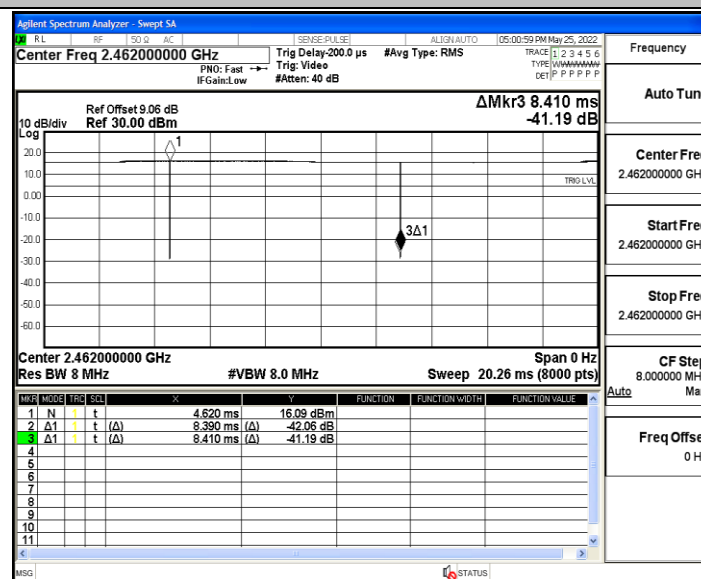 Agilent Spectrum Analyzer - Swept SA
RL RF 50 Ω AC SENSE:PULSE ALIGNAUTO 05:00:59 PM May 25, 2022
Center Freq 2.462000000 GHz
PNO: Fast
IFGain:Low
Trig Delay-200.0 µs
Trig: Video
#Atten: 40 dB
#Avg Type: RMS
TRACE 1 2 3 4 5 6
TYPE
DET P P P P P P
Ref Offset 9.06 dB
10 dB/div Ref 30.00 dBm
ΔMkr3 8.410 ms
-41.19 dB
Log
1
20.0
10.0
TRIG LVL
0.00
-10.0
3Δ1
-20.0
-30.0
-40.0
-50.0
-60.0
Center 2.462000000 GHz Span 0 Hz
Res BW 8 MHz #VBW 8.0 MHz Sweep 20.26 ms (8000 pts)
MKR MODE TRC SCL X Y FUNCTION FUNCTION WIDTH FUNCTION VALUE
1 N 1 t 4.620 ms 16.09 dBm
2 Δ1 1 t (Δ) 8.390 ms (Δ) -42.06 dB
3 Δ1 1 t (Δ) 8.410 ms (Δ) -41.19 dB
4
5
6
7
8
9
10
11
MSG STATUS
Frequency
Auto Tun
Center Fre
2.462000000 GH
Start Fre
2.462000000 GH
Stop Fre
2.462000000 GH
CF Step
8.000000 MH
Auto Ma
Freq Offse
0 H